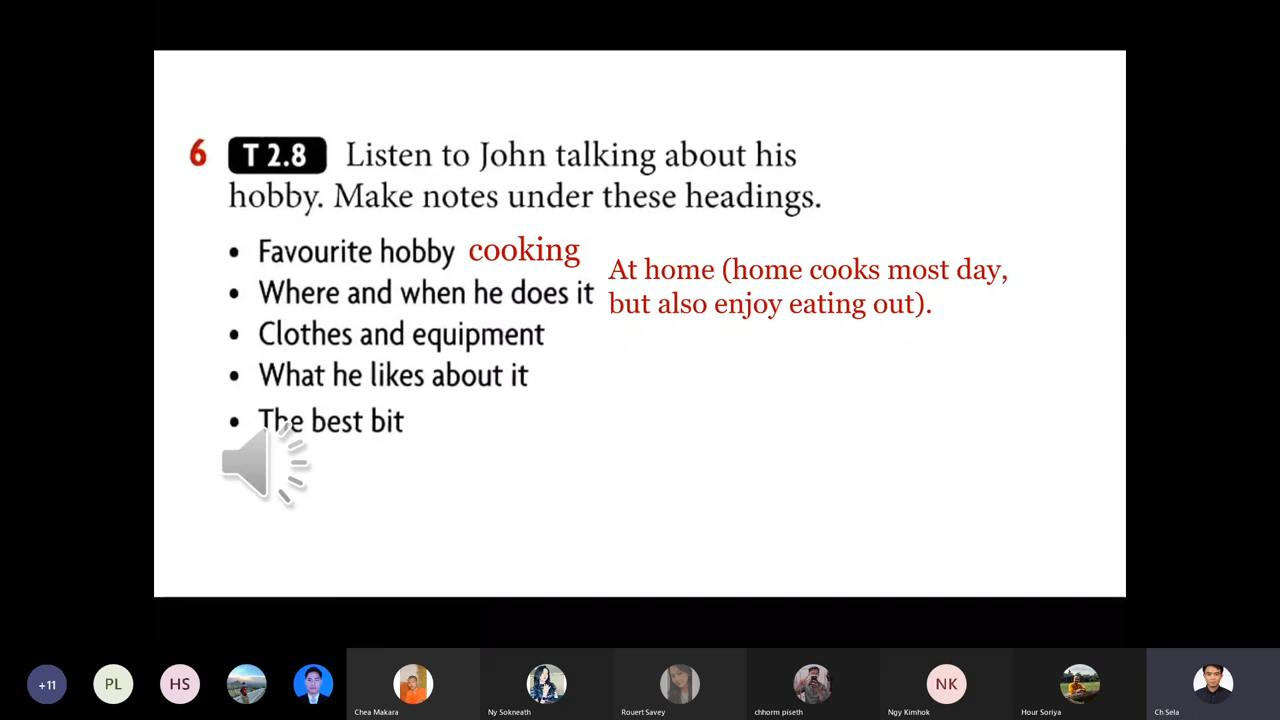 6 T 2.8 Listen to John talking about his
hobby. Make notes under these headings.
• Favourite hobby cooking
• Where and when he does it
At home (home cooks most day,
but also enjoy eating out).
• Clothes and equipment
• What he likes about it
• The best bit
+11
PL
HS
NK
Chea Makara
Ny Sokneath
Rouert Savey
chhorm piseth
Ngy Kimhok
Hour Soriya
Ch Sela